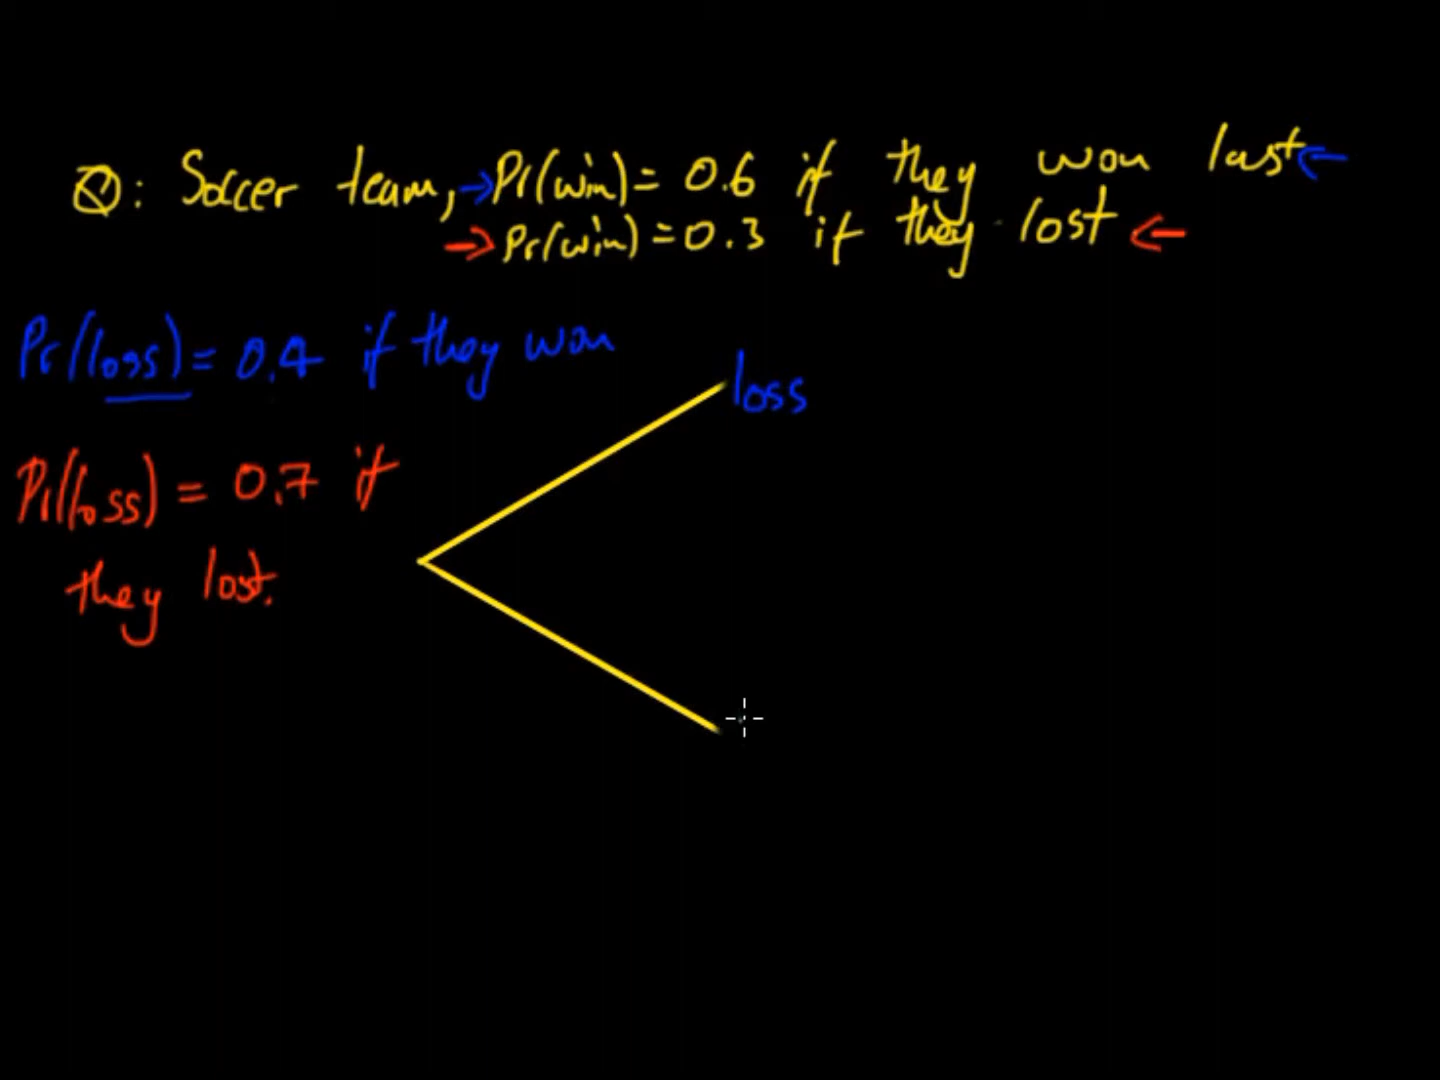 Q: Soccer team, →Pr(win) = 0.6 if they won last ←
→ Pr(win) = 0.3 if they lost ←
Pr(loss) = 0.4 if they won
loss
Pr(loss) = 0.7 if
they lost.